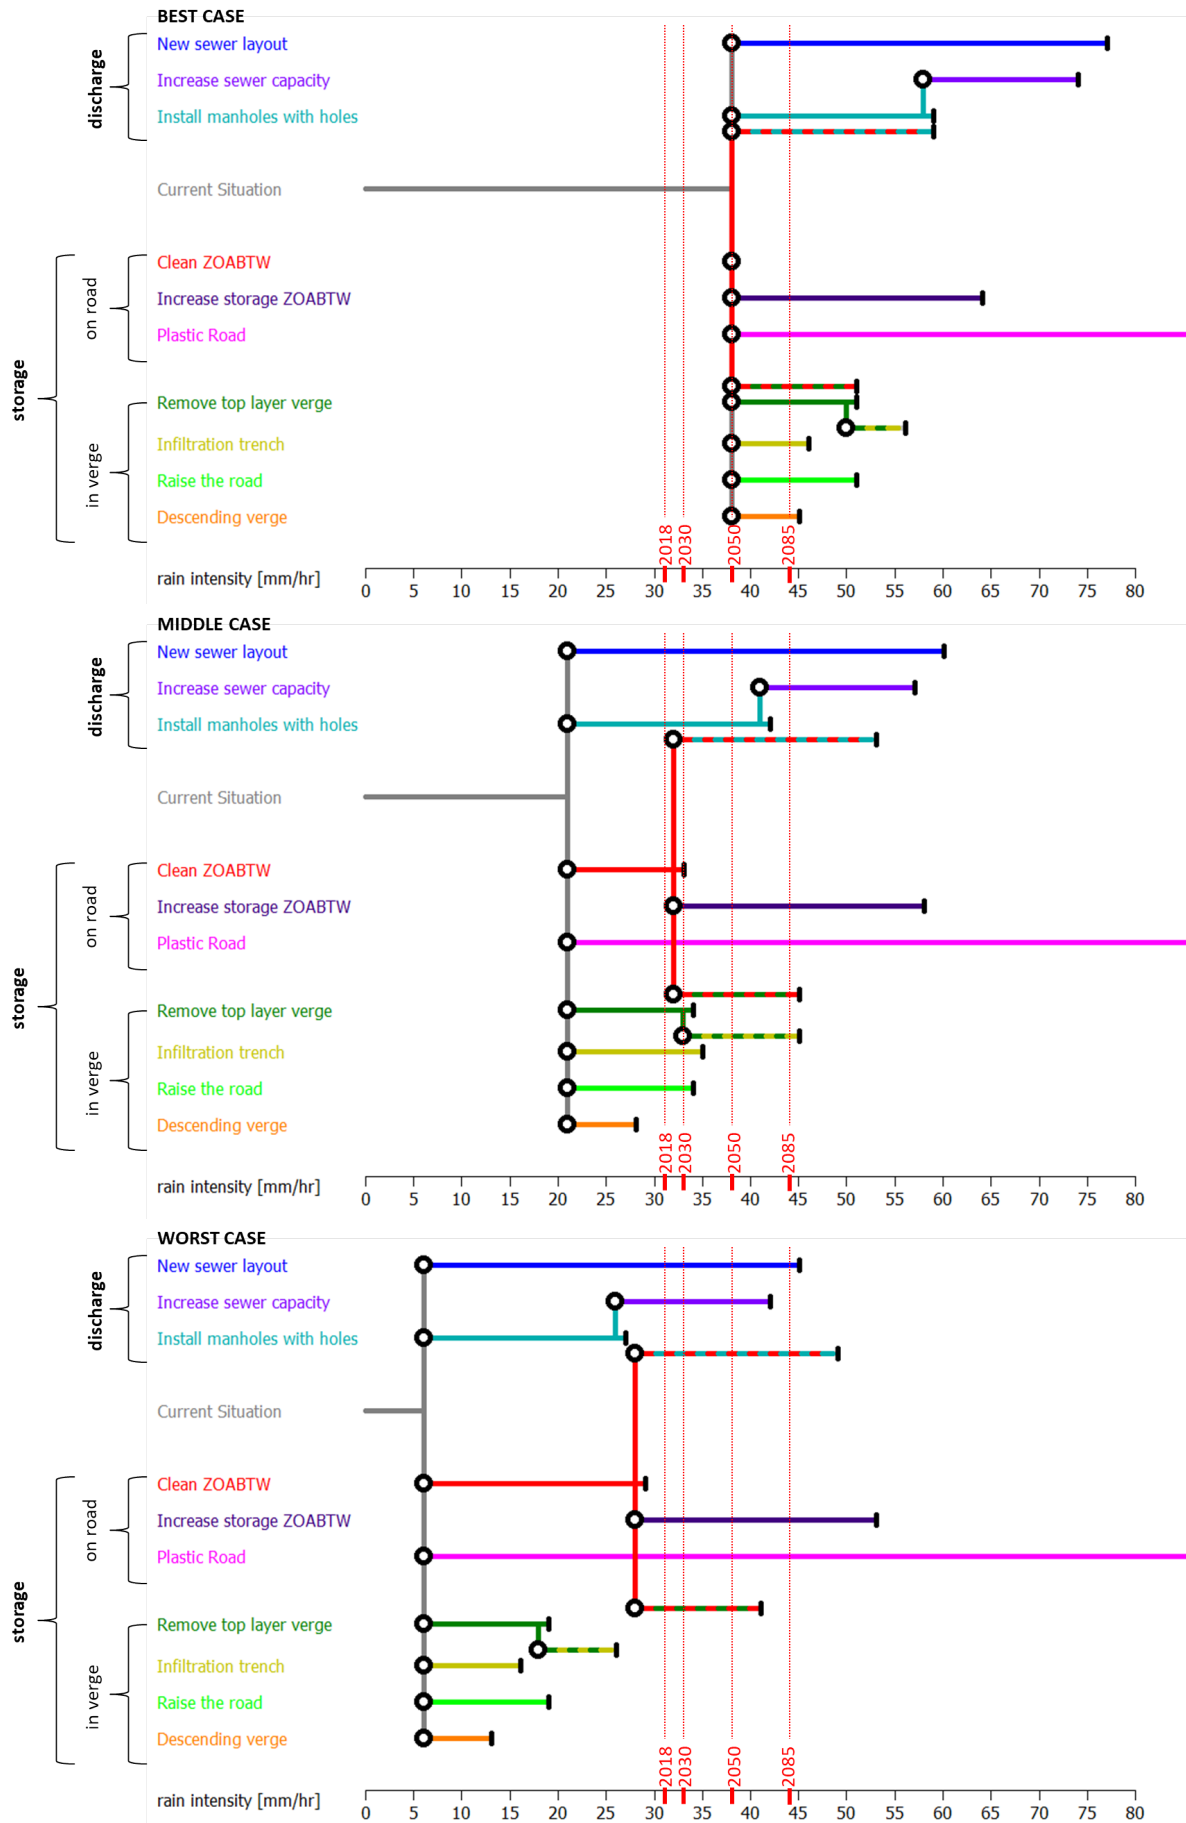 BEST CASE
discharge
New sewer layout
Increase sewer capacity
Install manholes with holes
Current Situation
storage
on road
Clean ZOABTW
Increase storage ZOABTW
Plastic Road
in verge
Remove top layer verge
Infiltration trench
Raise the road
Descending verge
2018 2030 2050 2085
rain intensity [mm/hr]
0 5 10 15 20 25 30 35 40 45 50 55 60 65 70 75 80
MIDDLE CASE
discharge
New sewer layout
Increase sewer capacity
Install manholes with holes
Current Situation
storage
on road
Clean ZOABTW
Increase storage ZOABTW
Plastic Road
in verge
Remove top layer verge
Infiltration trench
Raise the road
Descending verge
2018 2030 2050 2085
rain intensity [mm/hr]
0 5 10 15 20 25 30 35 40 45 50 55 60 65 70 75 80
WORST CASE
discharge
New sewer layout
Increase sewer capacity
Install manholes with holes
Current Situation
storage
on road
Clean ZOABTW
Increase storage ZOABTW
Plastic Road
in verge
Remove top layer verge
Infiltration trench
Raise the road
Descending verge
2018 2030 2050 2085
rain intensity [mm/hr]
0 5 10 15 20 25 30 35 40 45 50 55 60 65 70 75 80